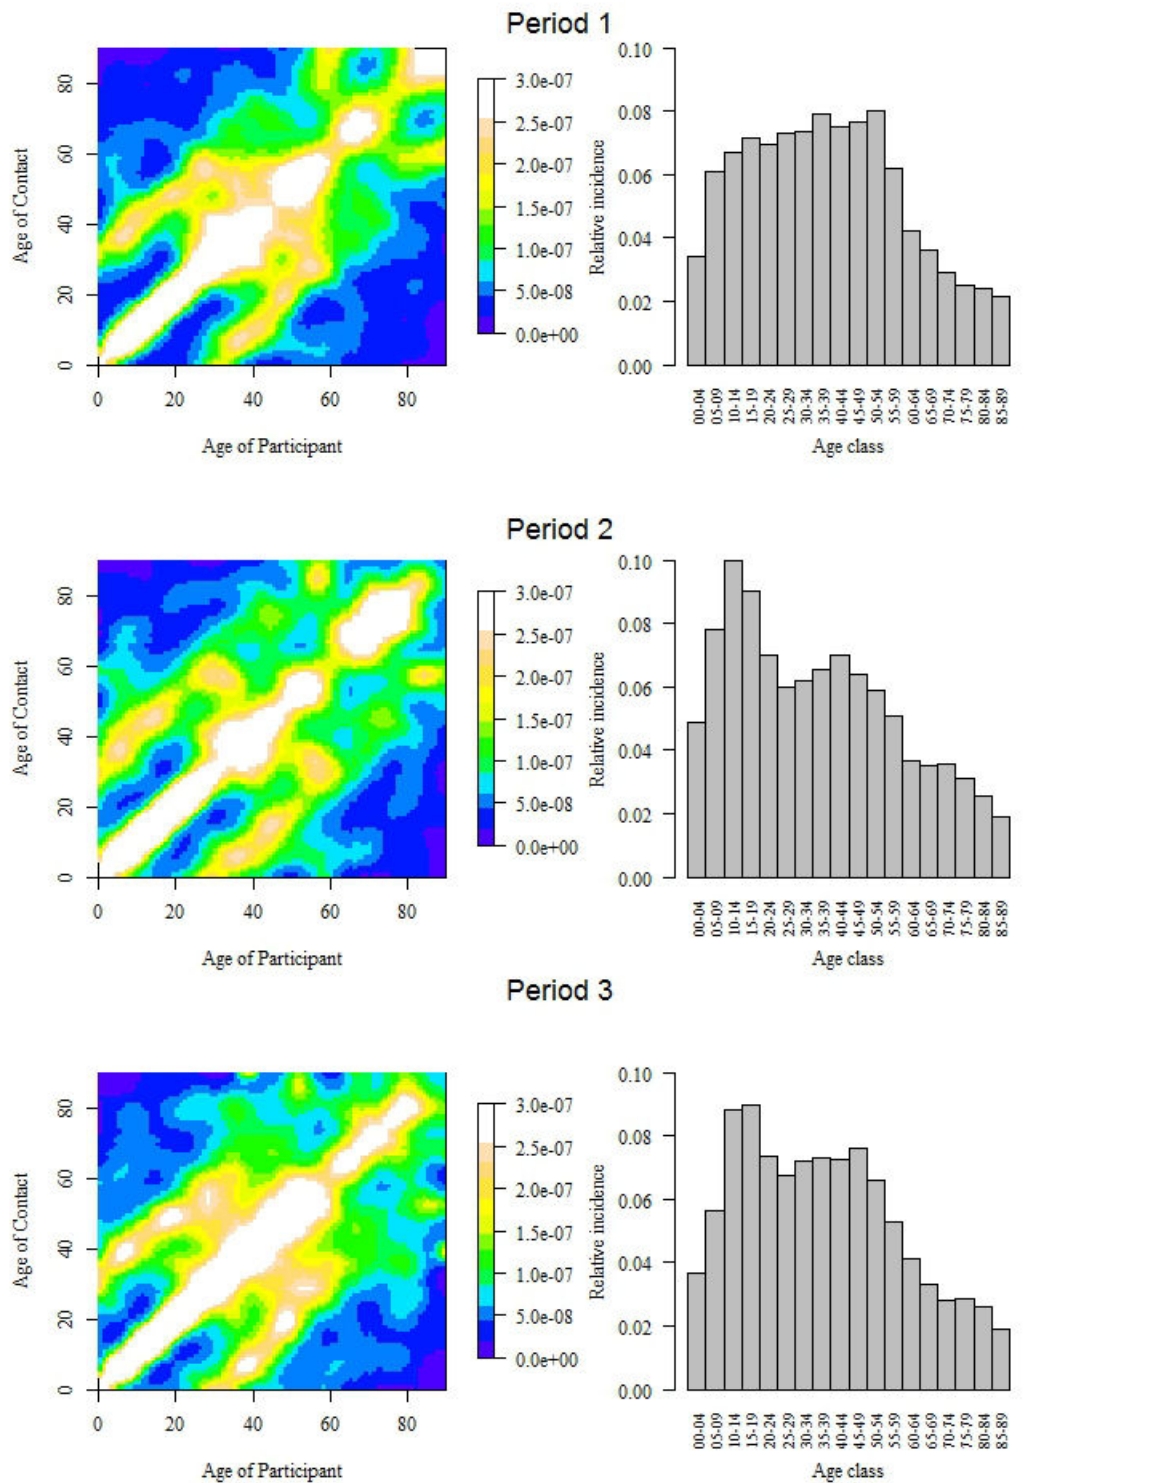 Period 1
Age of Contact
0 20 40 60 80
0 20 40 60 80
Age of Participant
3.0e-07
2.5e-07
2.0e-07
1.5e-07
1.0e-07
5.0e-08
0.0e+00
Relative incidence
0.10
0.08
0.06
0.04
0.02
0.00
00-04 05-09 10-14 15-19 20-24 25-29 30-34 35-39 40-44 45-49 50-54 55-59 60-64 65-69 70-74 75-79 80-84 85-89
Age class
Period 2
Age of Contact
0 20 40 60 80
0 20 40 60 80
Age of Participant
3.0e-07
2.5e-07
2.0e-07
1.5e-07
1.0e-07
5.0e-08
0.0e+00
Relative incidence
0.10
0.08
0.06
0.04
0.02
0.00
00-04 05-09 10-14 15-19 20-24 25-29 30-34 35-39 40-44 45-49 50-54 55-59 60-64 65-69 70-74 75-79 80-84 85-89
Age class
Period 3
Age of Contact
0 20 40 60 80
0 20 40 60 80
Age of Participant
3.0e-07
2.5e-07
2.0e-07
1.5e-07
1.0e-07
5.0e-08
0.0e+00
Relative incidence
0.10
0.08
0.06
0.04
0.02
0.00
00-04 05-09 10-14 15-19 20-24 25-29 30-34 35-39 40-44 45-49 50-54 55-59 60-64 65-69 70-74 75-79 80-84 85-89
Age class